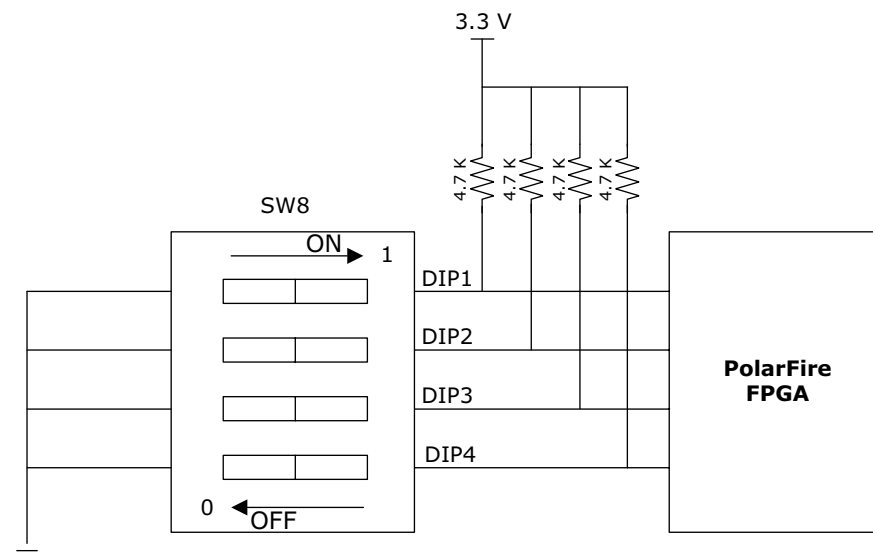 3.3 V
4.7 K
4.7 K
4.7 K
4.7 K
SW8
ON
1
DIP1
DIP2
DIP3
DIP4
0
OFF
PolarFire
FPGA